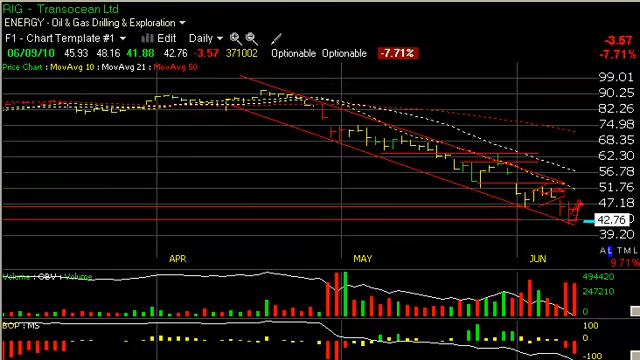 RIG - Transocean Ltd
ENERGY - Oil & Gas Drilling & Exploration
F1 - Chart Template #1 Edit Daily
06/09/10 45.93 48.16 41.88 42.76 -3.57 371002 Optionable Optionable -7.71%
-3.57
-7.71%
Price Chart : MovAvg 10 : MovAvg 21 : MovAvg 50
99.01
90.25
82.26
74.98
68.35
62.30
56.78
51.76
47.18
42.76
39.20
A L T M L
APR MAY JUN
9.71%
Volume : OBV : Volume
494420
247210
0
BOP : MS
100
0
-100